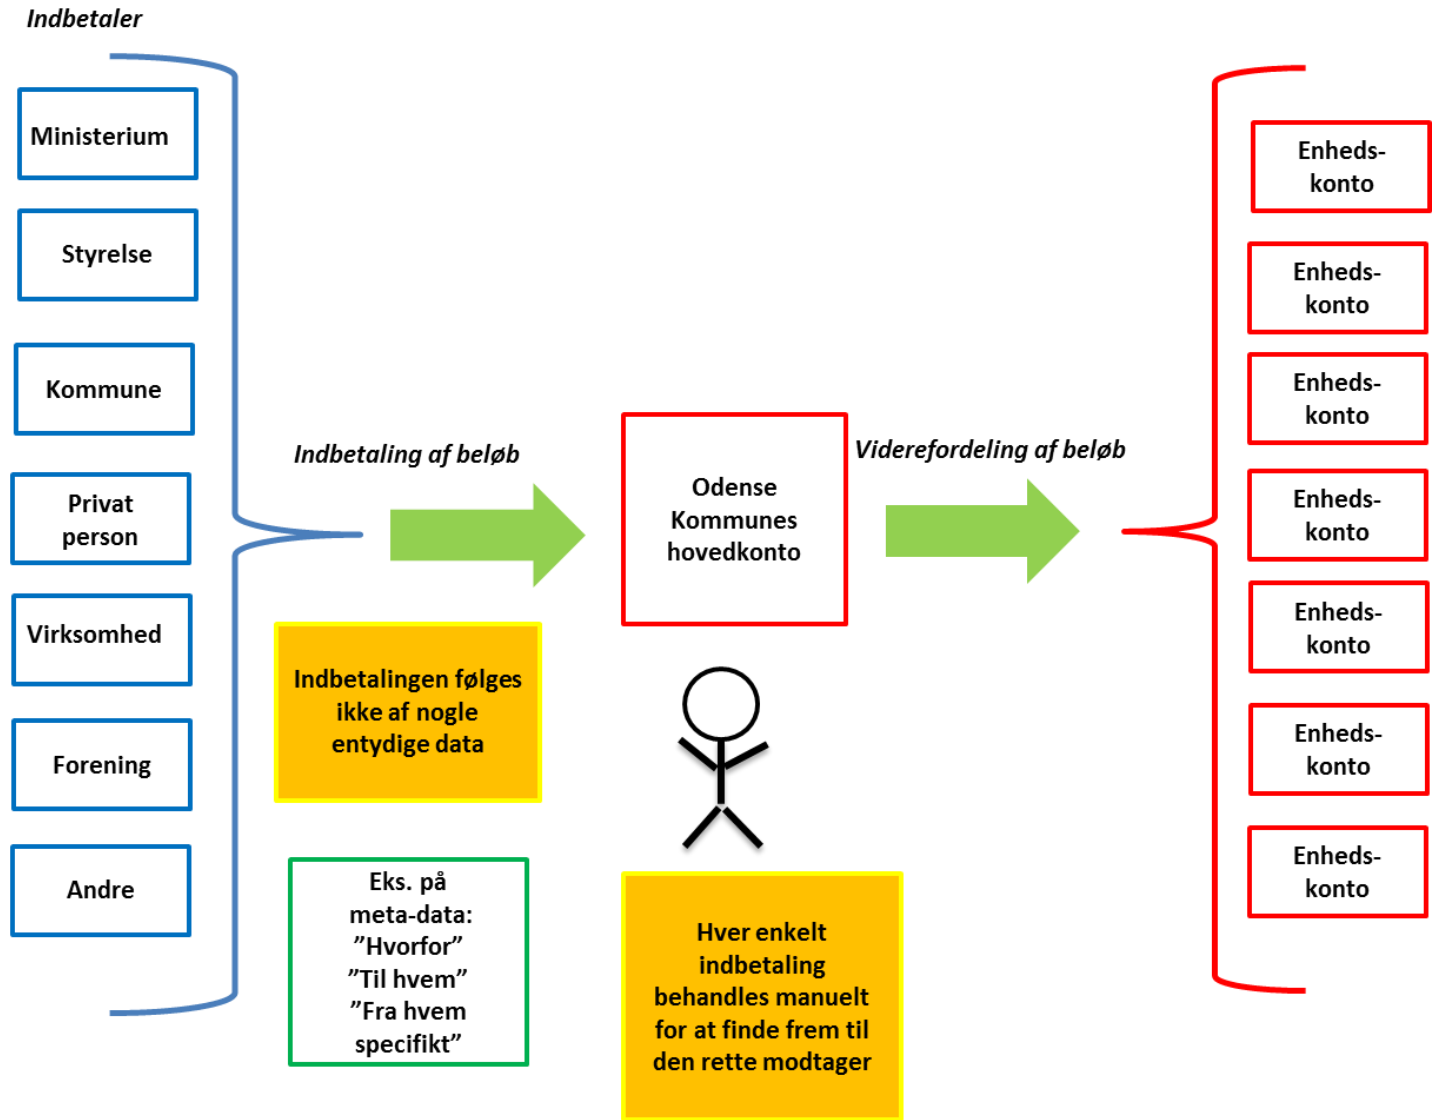 Indbetaler
Ministerium
Styrelse
Kommune
Privat
person
Virksomhed
Forening
Andre
Indbetaling af beløb
Indbetalingen følges
ikke af nogle
entydige data
Eks. på
meta-data:
”Hvorfor”
”Til hvem”
”Fra hvem
specifikt”
Odense
Kommunes
hovedkonto
Hver enkelt
indbetaling
behandles manuelt
for at finde frem til
den rette modtager
Viderefordeling af beløb
Enheds-
konto
Enheds-
konto
Enheds-
konto
Enheds-
konto
Enheds-
konto
Enheds-
konto
Enheds-
konto